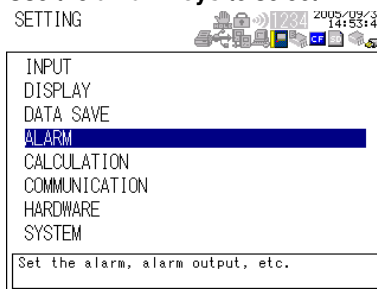 SETTING
1234
2005/09/3
14:53:4
CF
INPUT
DISPLAY
DATA SAVE
ALARM
CALCULATION
COMMUNICATION
HARDWARE
SYSTEM
Set the alarm, alarm output, etc.